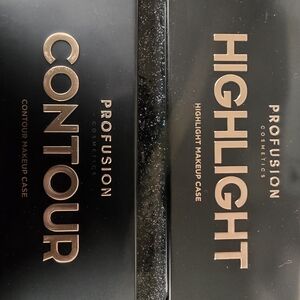 PROFUSION
COSMETICS
CONTOUR
CONTOUR MAKEUP CASE
PROFUSION
COSMETICS
HIGHLIGHT
HIGHLIGHT MAKEUP CASE